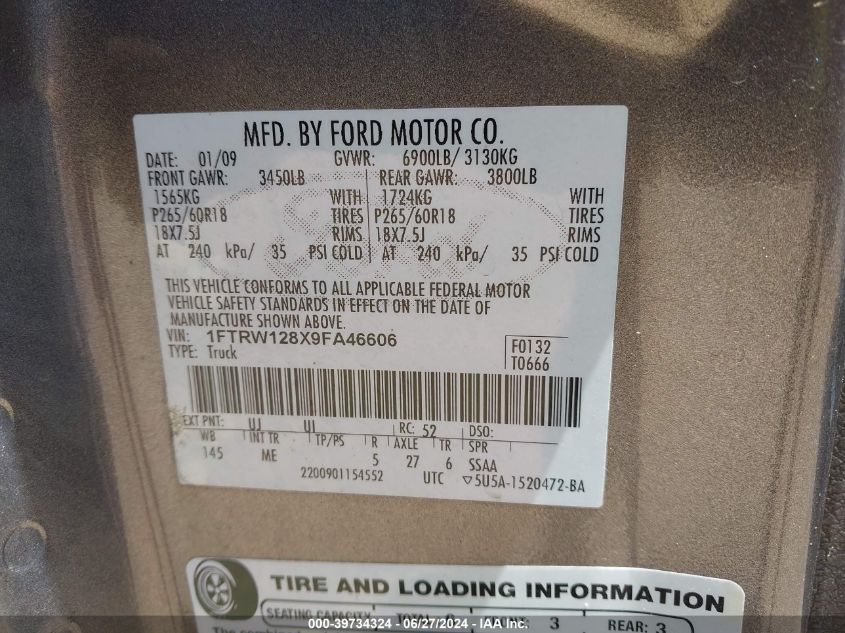 MFD. BY FORD MOTOR CO.
DATE: 01/09 GVWR: 6900LB/ 3130KG
FRONT GAWR: 3450LB REAR GAWR: 3800LB
1565KG WITH 1724KG WITH
P265/60R18 TIRES P265/60R18 TIRES
18X7.5J RIMS 18X7.5J RIMS
AT 240 kPa/ 35 PSI COLD AT 240 kPa/ 35 PSI COLD
THIS VEHICLE CONFORMS TO ALL APPLICABLE FEDERAL MOTOR
VEHICLE SAFETY STANDARDS IN EFFECT ON THE DATE OF
MANUFACTURE SHOWN ABOVE.
VIN: 1FTRW128X9FA46606
TYPE: Truck
F0132
T0666
EXT PNT: UJ UJ RC: 52 DSO:
WB INT TR TP/PS R AXLE TR SPR
145 ME 5 27 6 SSAA
2200901154552 UTC ▽5U5A-1520472-BA
TIRE AND LOADING INFORMATION
SEATING CAPACITY TOTAL 3 REAR: 3
000-39734324 / 06/27/2024 / IAA Inc.